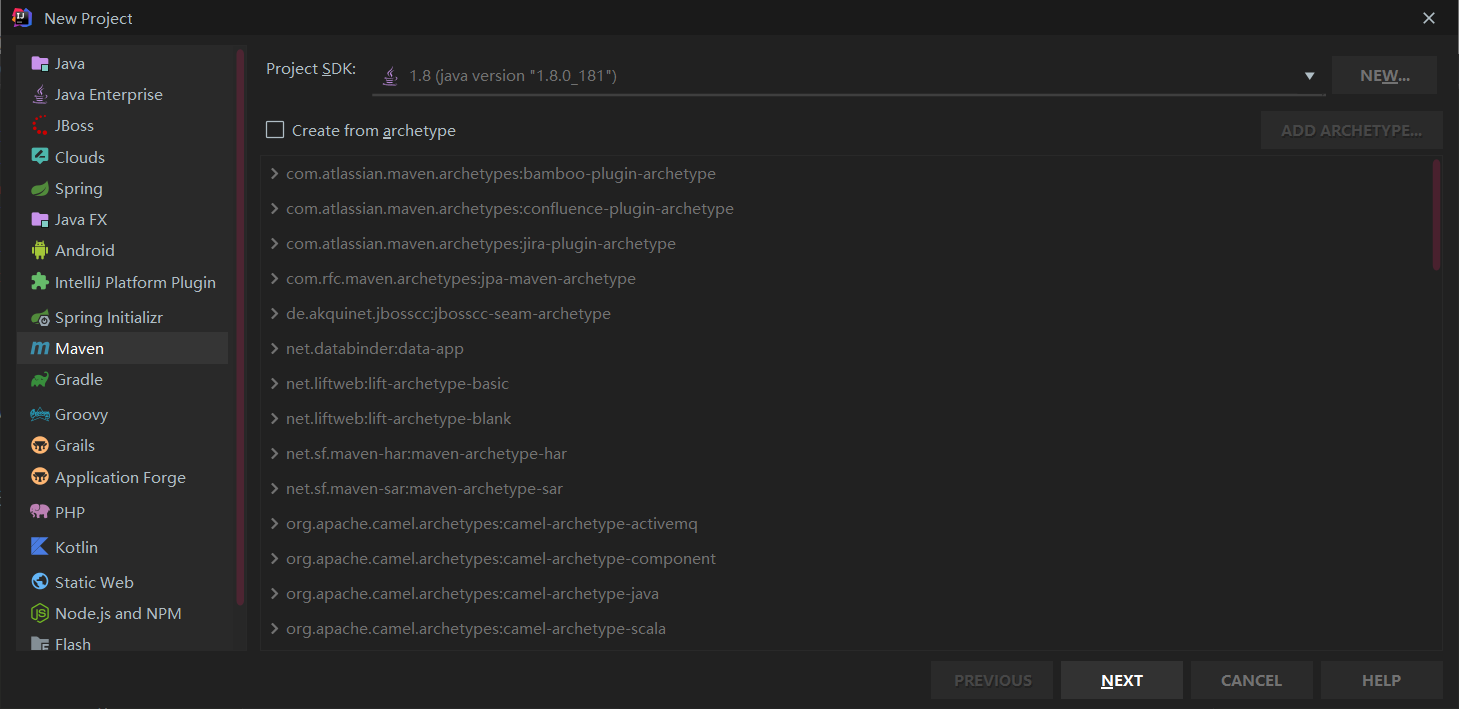 New Project
Java
Java Enterprise
JBoss
Clouds
Spring
Java FX
Android
IntelliJ Platform Plugin
Spring Initializr
Maven
Gradle
Groovy
Grails
Application Forge
PHP
Kotlin
Static Web
Node.js and NPM
Flash
Project SDK:
1.8 (java version "1.8.0_181")
NEW...
Create from archetype
ADD ARCHETYPE...
com.atlassian.maven.archetypes:bamboo-plugin-archetype
com.atlassian.maven.archetypes:confluence-plugin-archetype
com.atlassian.maven.archetypes:jira-plugin-archetype
com.rfc.maven.archetypes:jpa-maven-archetype
de.akquinet.jbosscc:jbosscc-seam-archetype
net.databinder:data-app
net.liftweb:lift-archetype-basic
net.liftweb:lift-archetype-blank
net.sf.maven-har:maven-archetype-har
net.sf.maven-sar:maven-archetype-sar
org.apache.camel.archetypes:camel-archetype-activemq
org.apache.camel.archetypes:camel-archetype-component
org.apache.camel.archetypes:camel-archetype-java
org.apache.camel.archetypes:camel-archetype-scala
PREVIOUS
NEXT
CANCEL
HELP